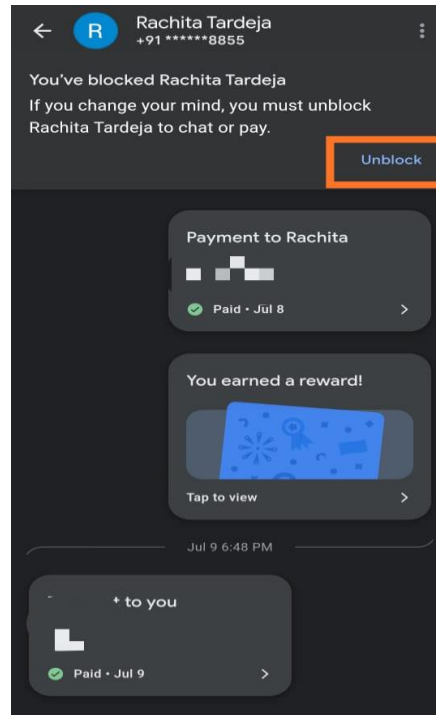 R
Rachita Tardeja
+91 ******8855
You've blocked Rachita Tardeja
If you change your mind, you must unblock
Rachita Tardeja to chat or pay.
Unblock
Payment to Rachita
Paid • Jul 8
You earned a reward!
Tap to view
Jul 9 6:48 PM
to you
Paid • Jul 9